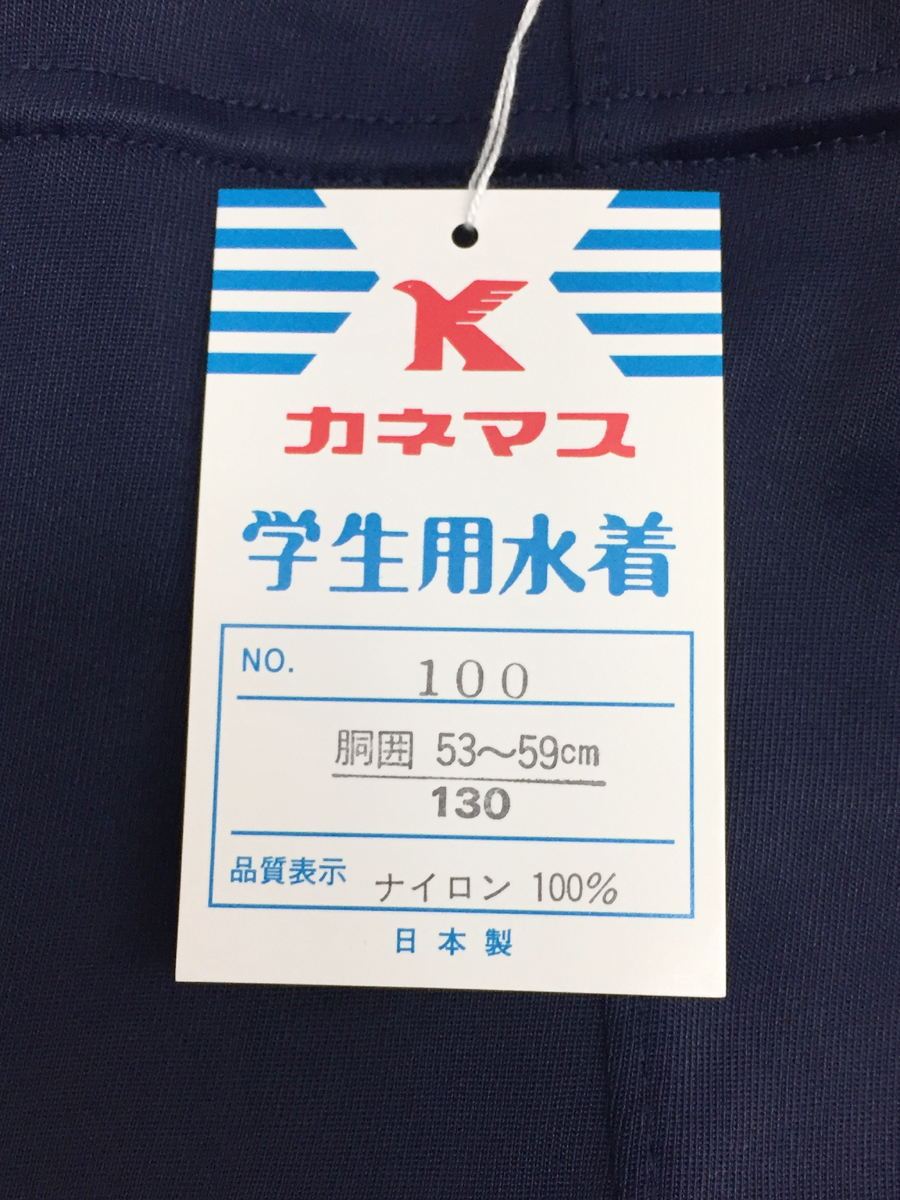 K
カネマス
学生用水着
NO. 100
胴囲 53〜59cm
130
品質表示 ナイロン 100%
日本製